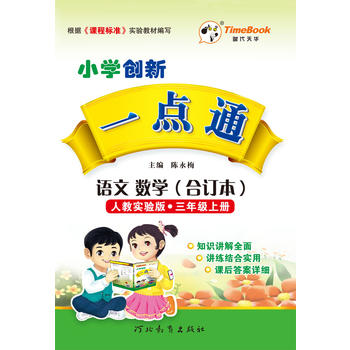 根据《课程标准》实验教材编写
TimeBook
时代天华
小学创新
一点通
主编 陈永梅
语文 数学（合订本）
人教实验版·三年级上册
知识讲解全面
讲练结合实用
课后答案详细
河北教育出版社